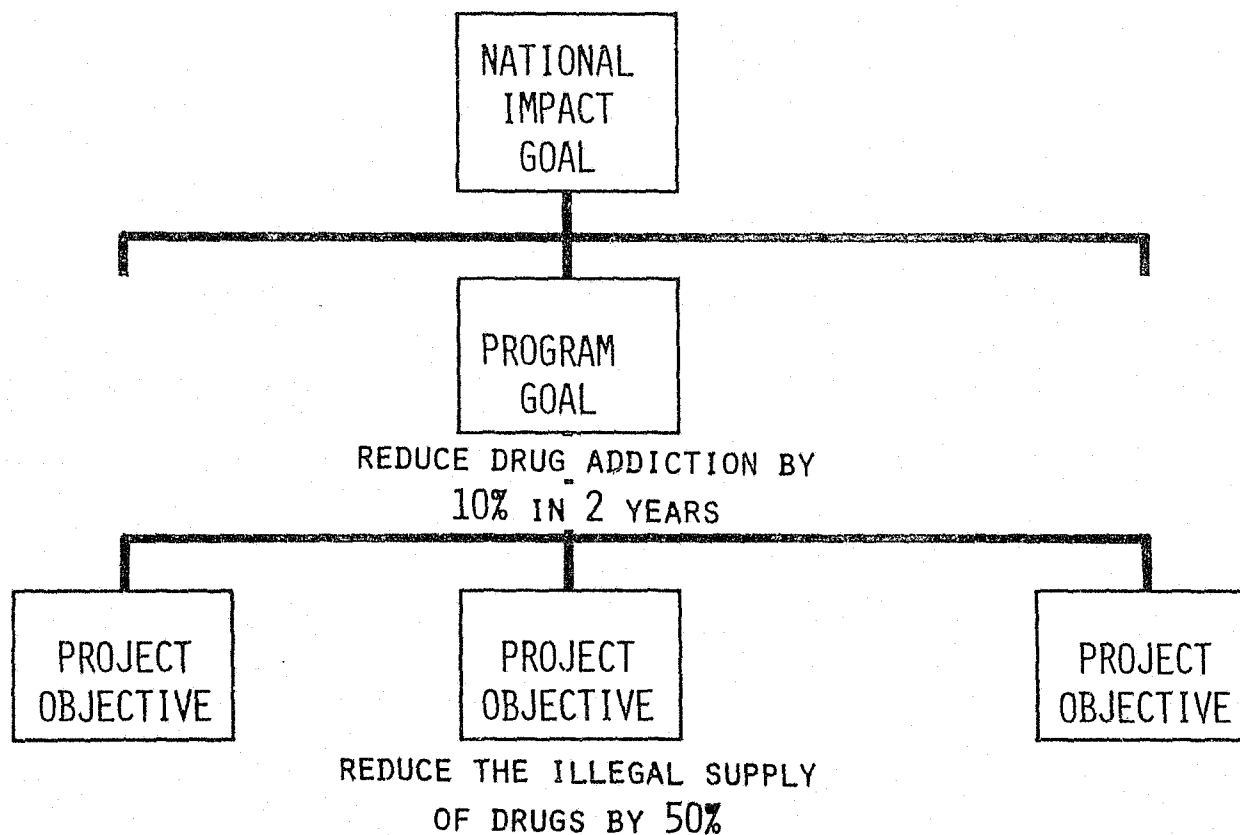 NATIONAL
IMPACT
GOAL
PROGRAM
GOAL
REDUCE DRUG ADDICTION BY
10% IN 2 YEARS
PROJECT
OBJECTIVE
PROJECT
OBJECTIVE
PROJECT
OBJECTIVE
REDUCE THE ILLEGAL SUPPLY
OF DRUGS BY 50%